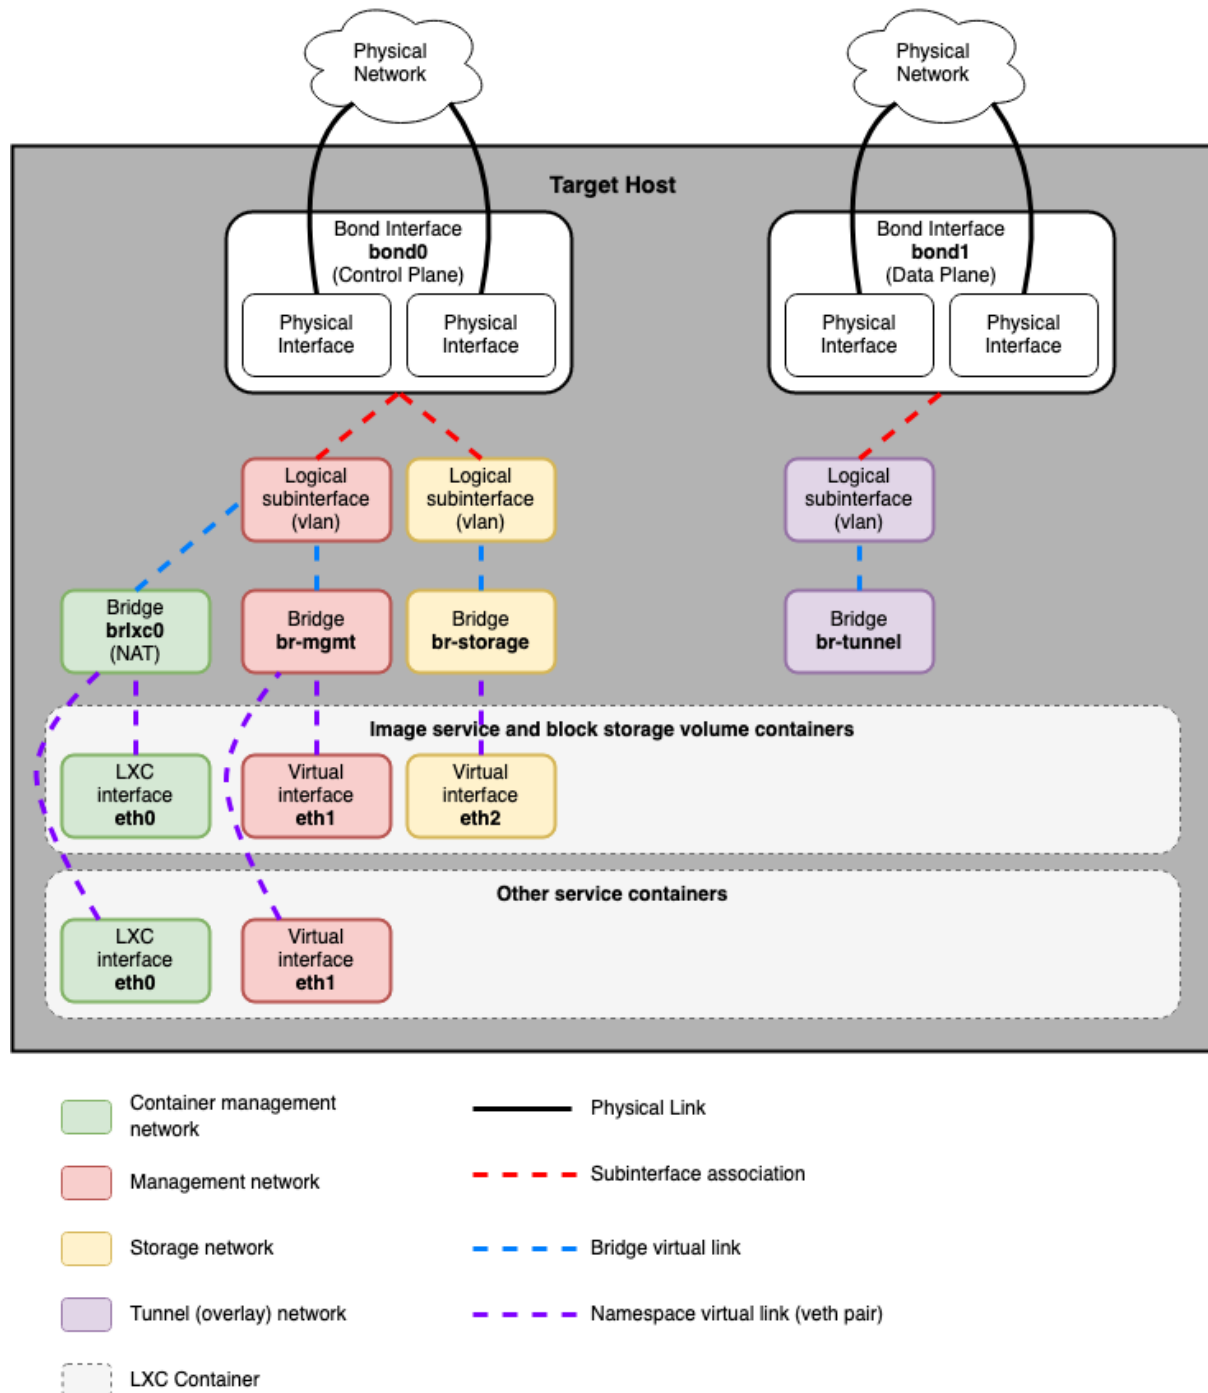 Physical
Network
Physical
Network
Target Host
Bond Interface
bond0
(Control Plane)
Physical
Interface
Physical
Interface
Bond Interface
bond1
(Data Plane)
Physical
Interface
Physical
Interface
Logical
subinterface
(vlan)
Logical
subinterface
(vlan)
Logical
subinterface
(vlan)
Bridge
brlxc0
(NAT)
Bridge
br-mgmt
Bridge
br-storage
Bridge
br-tunnel
Image service and block storage volume containers
LXC
interface
eth0
Virtual
interface
eth1
Virtual
interface
eth2
Other service containers
LXC
interface
eth0
Virtual
interface
eth1
Container management
network
Management network
Storage network
Tunnel (overlay) network
LXC Container
Physical Link
Subinterface association
Bridge virtual link
Namespace virtual link (veth pair)